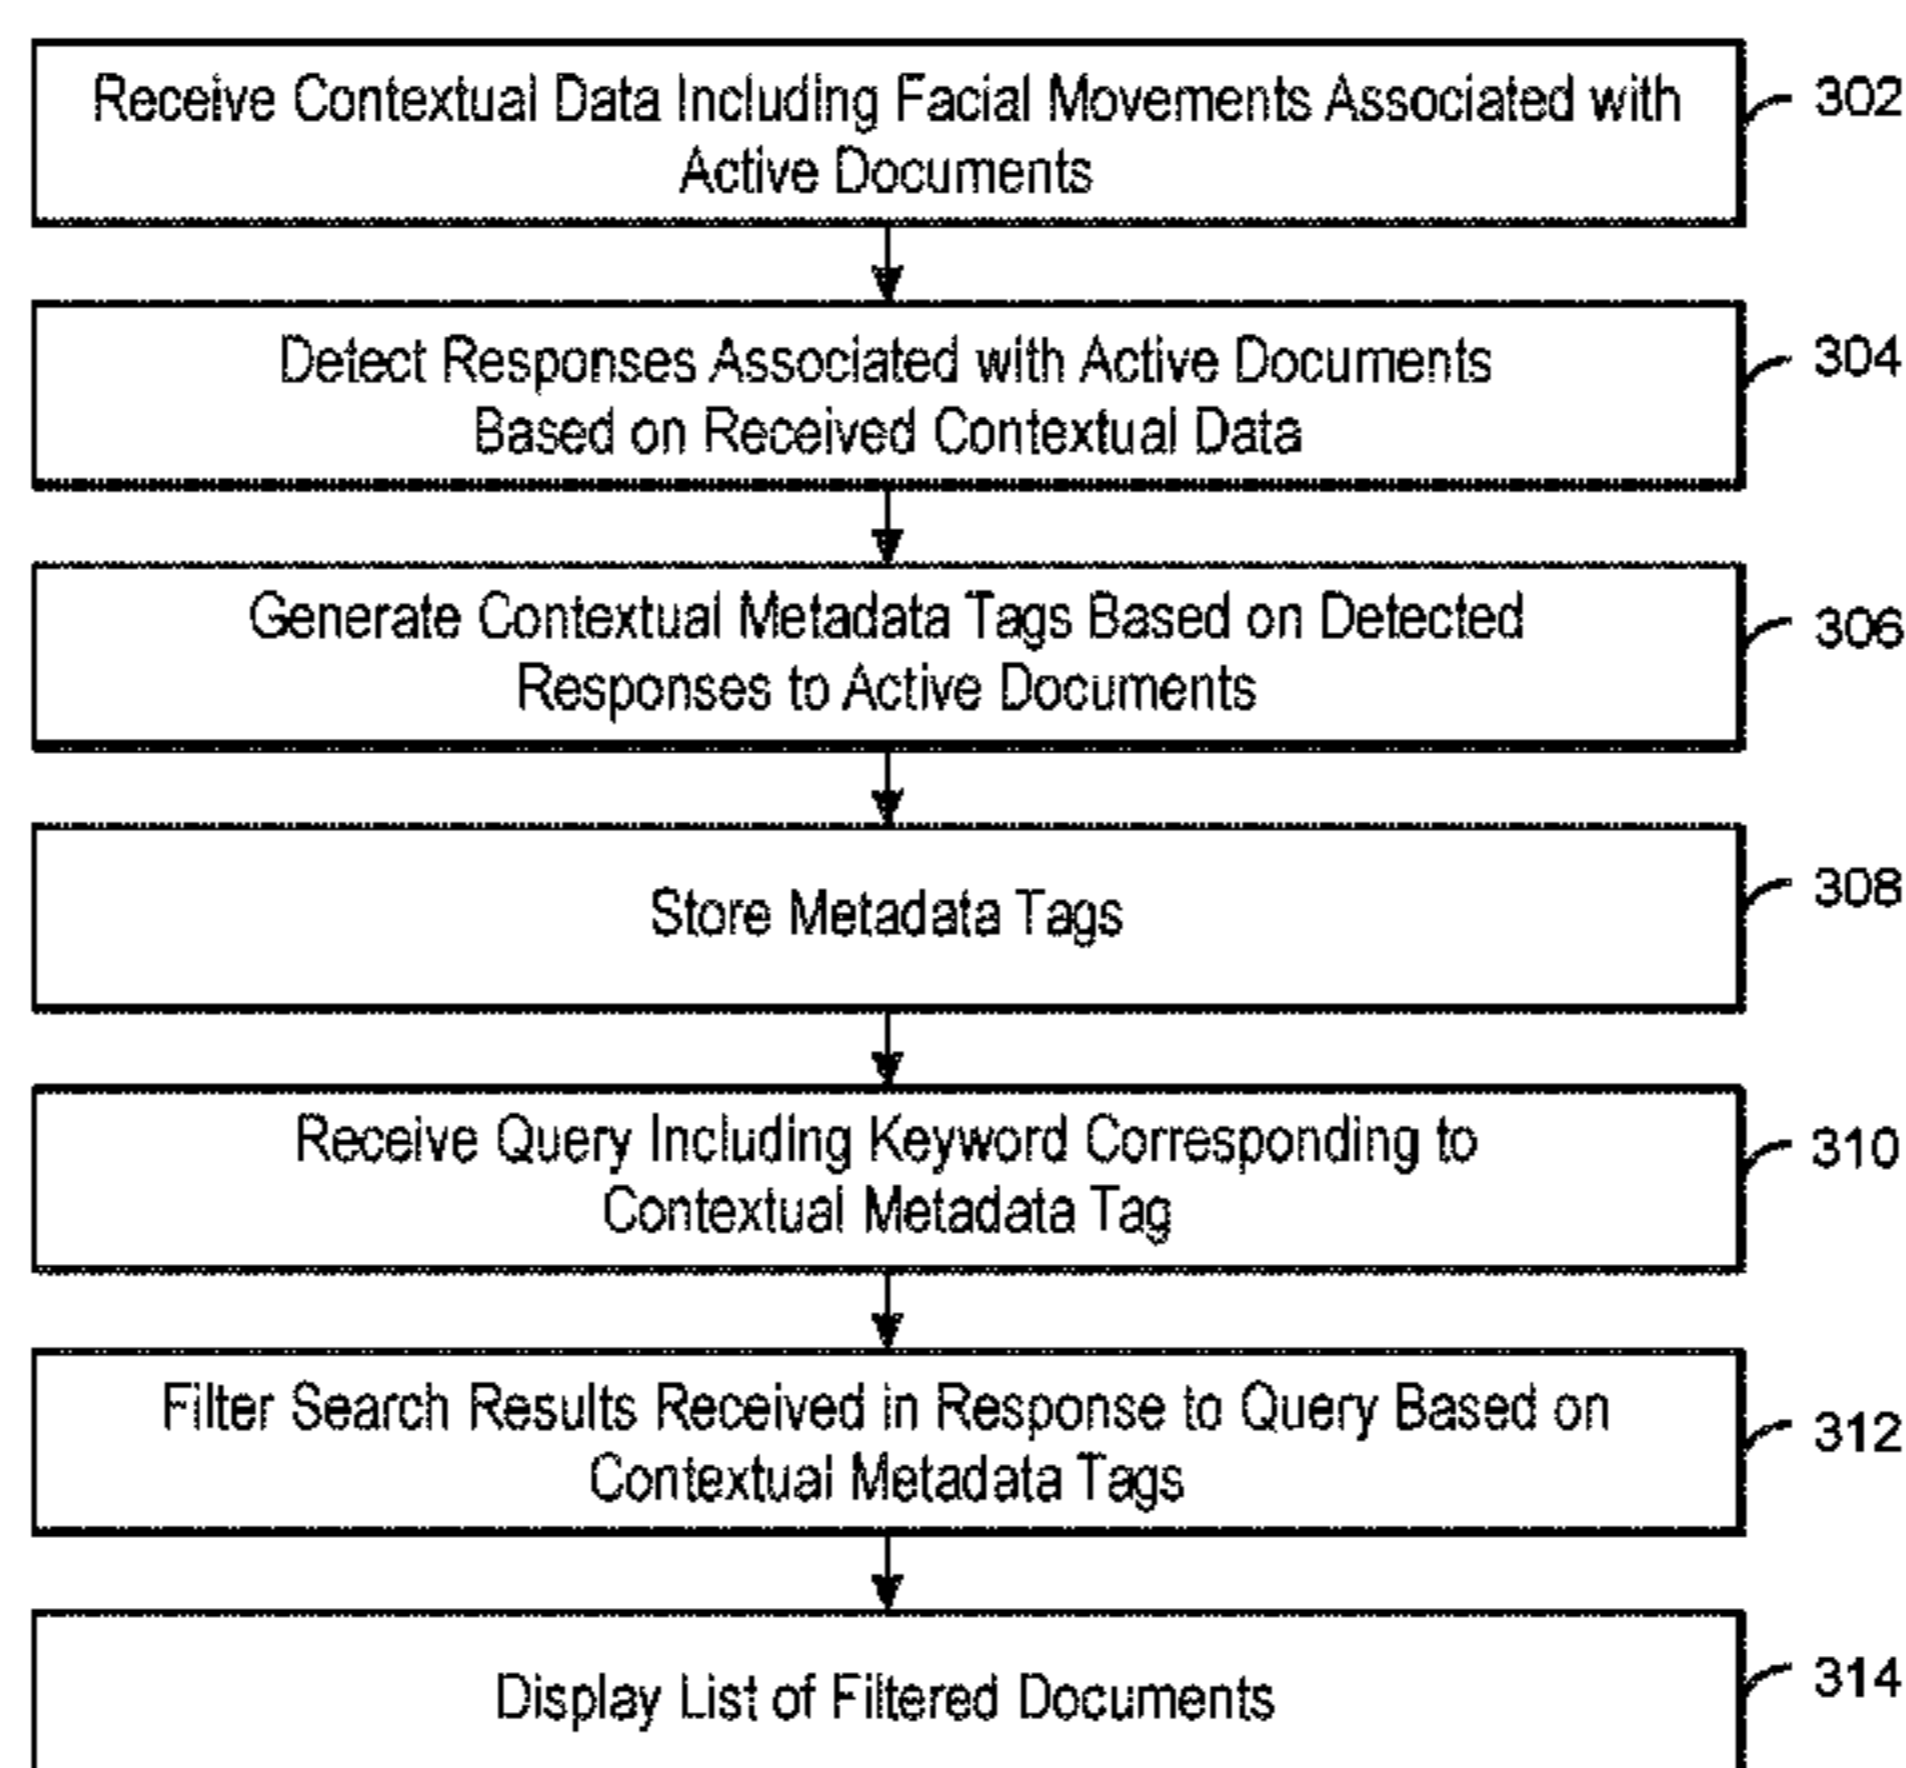 Receive Contextual Data Including Facial Movements Associated with
Active Documents
302
Detect Responses Associated with Active Documents
Based on Received Contextual Data
304
Generate Contextual Metadata Tags Based on Detected
Responses to Active Documents
306
Store Metadata Tags
308
Receive Query Including Keyword Corresponding to
Contextual Metadata Tag
310
Filter Search Results Received in Response to Query Based on
Contextual Metadata Tags
312
Display List of Filtered Documents
314